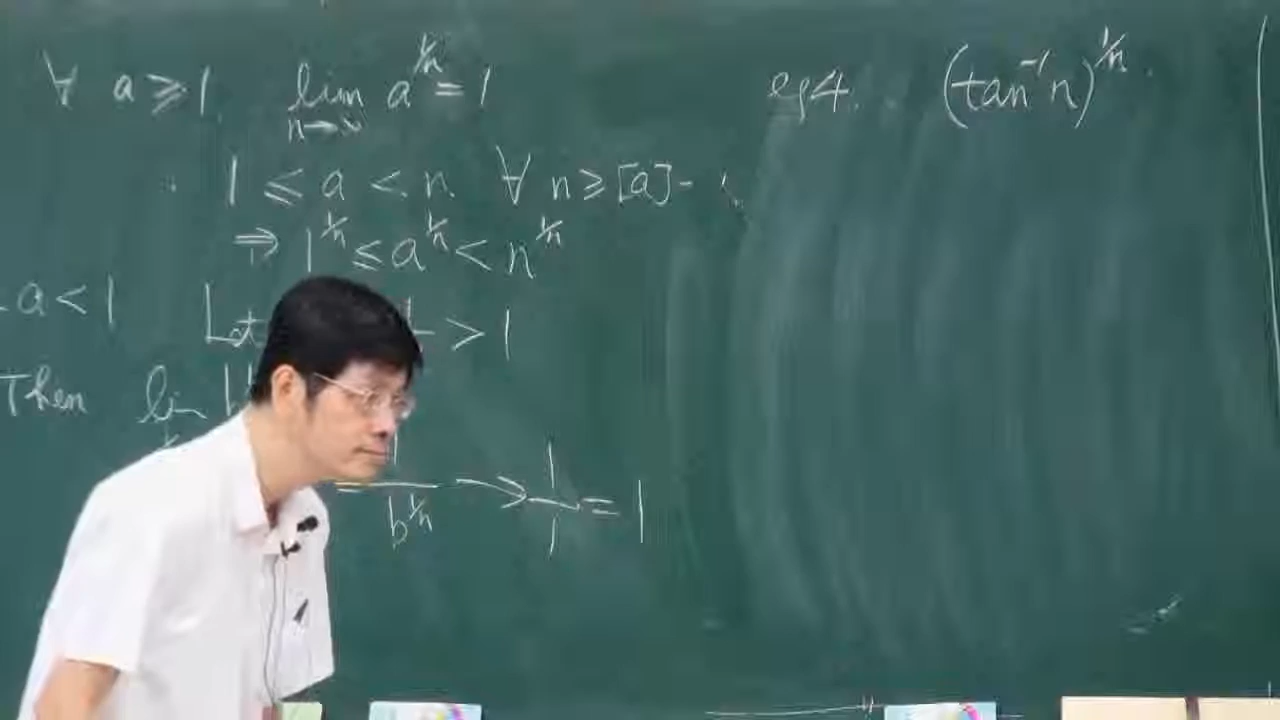 ∀ a ≥ 1, lim a^{1/n} = 1
n→∞
1 ≤ a < n ∀ n ≥ [a]-
⇒ 1^{1/n} ≤ a^{1/n} < n^{1/n}
a < 1 Let > 1
Then lim
b^{1/n} → 1/1 = 1
eg4. (tan^{-1} n)^{1/n}.